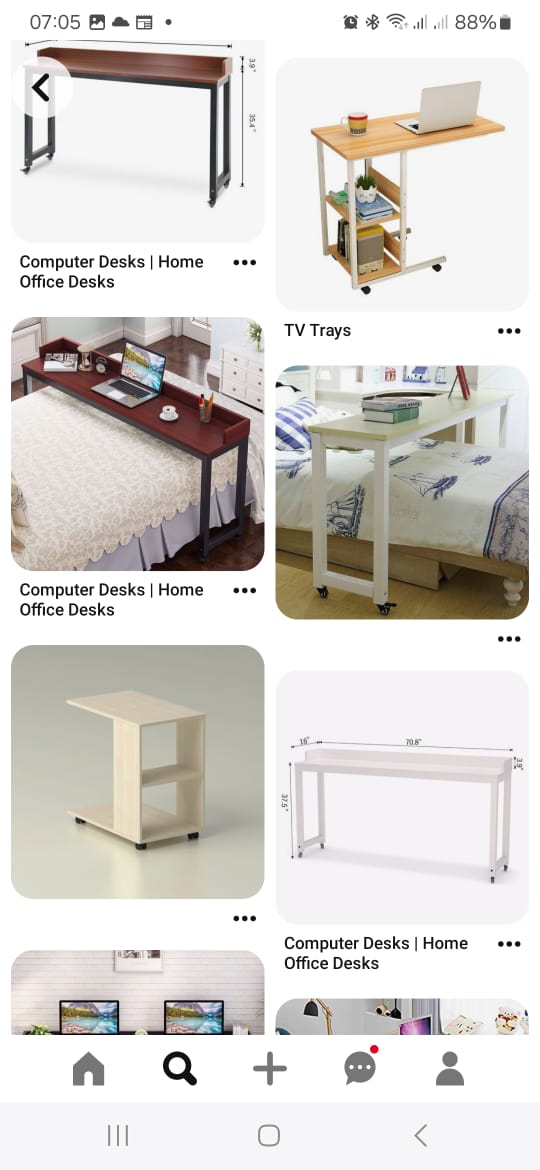 07:05
88%
3.9"
35.4"
Computer Desks | Home
Office Desks
TV Trays
Computer Desks | Home
Office Desks
16"
70.8"
3.9"
37.5"
Computer Desks | Home
Office Desks